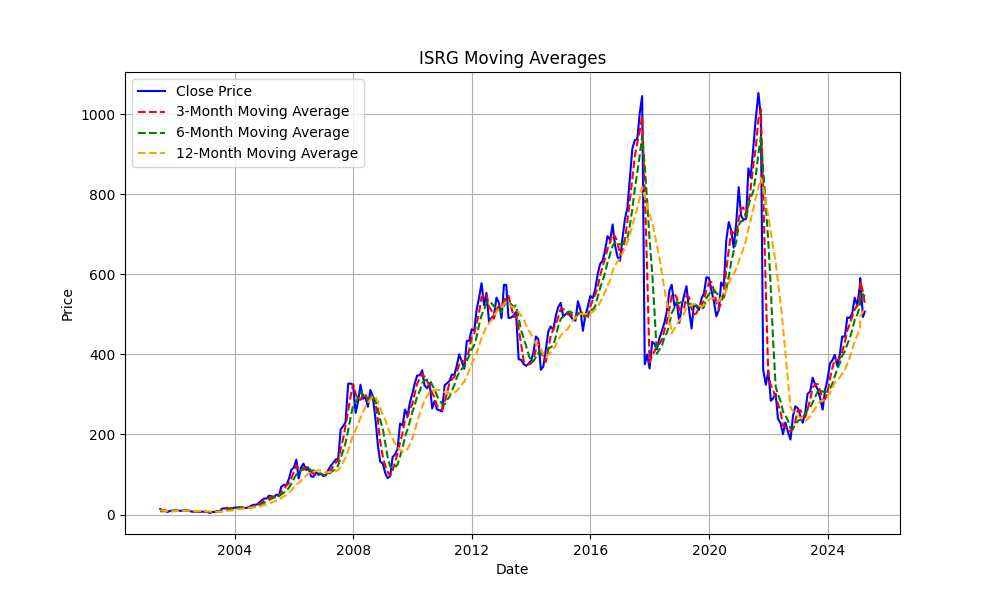 ISRG Moving Averages
Close Price
3-Month Moving Average
6-Month Moving Average
12-Month Moving Average
1000
800
600
400
200
0
Price
2004 2008 2012 2016 2020 2024
Date